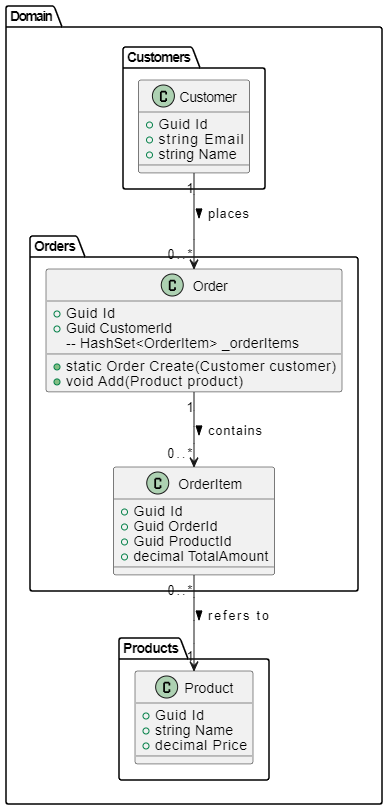 Domain
Customers
C Customer
Guid Id
string Email
string Name
1
places
0..*
Orders
C Order
Guid Id
Guid CustomerId
-- HashSet<OrderItem> _orderItems
static Order Create(Customer customer)
void Add(Product product)
1
contains
0..*
C OrderItem
Guid Id
Guid OrderId
Guid ProductId
decimal TotalAmount
0..*
refers to
1
Products
C Product
Guid Id
string Name
decimal Price